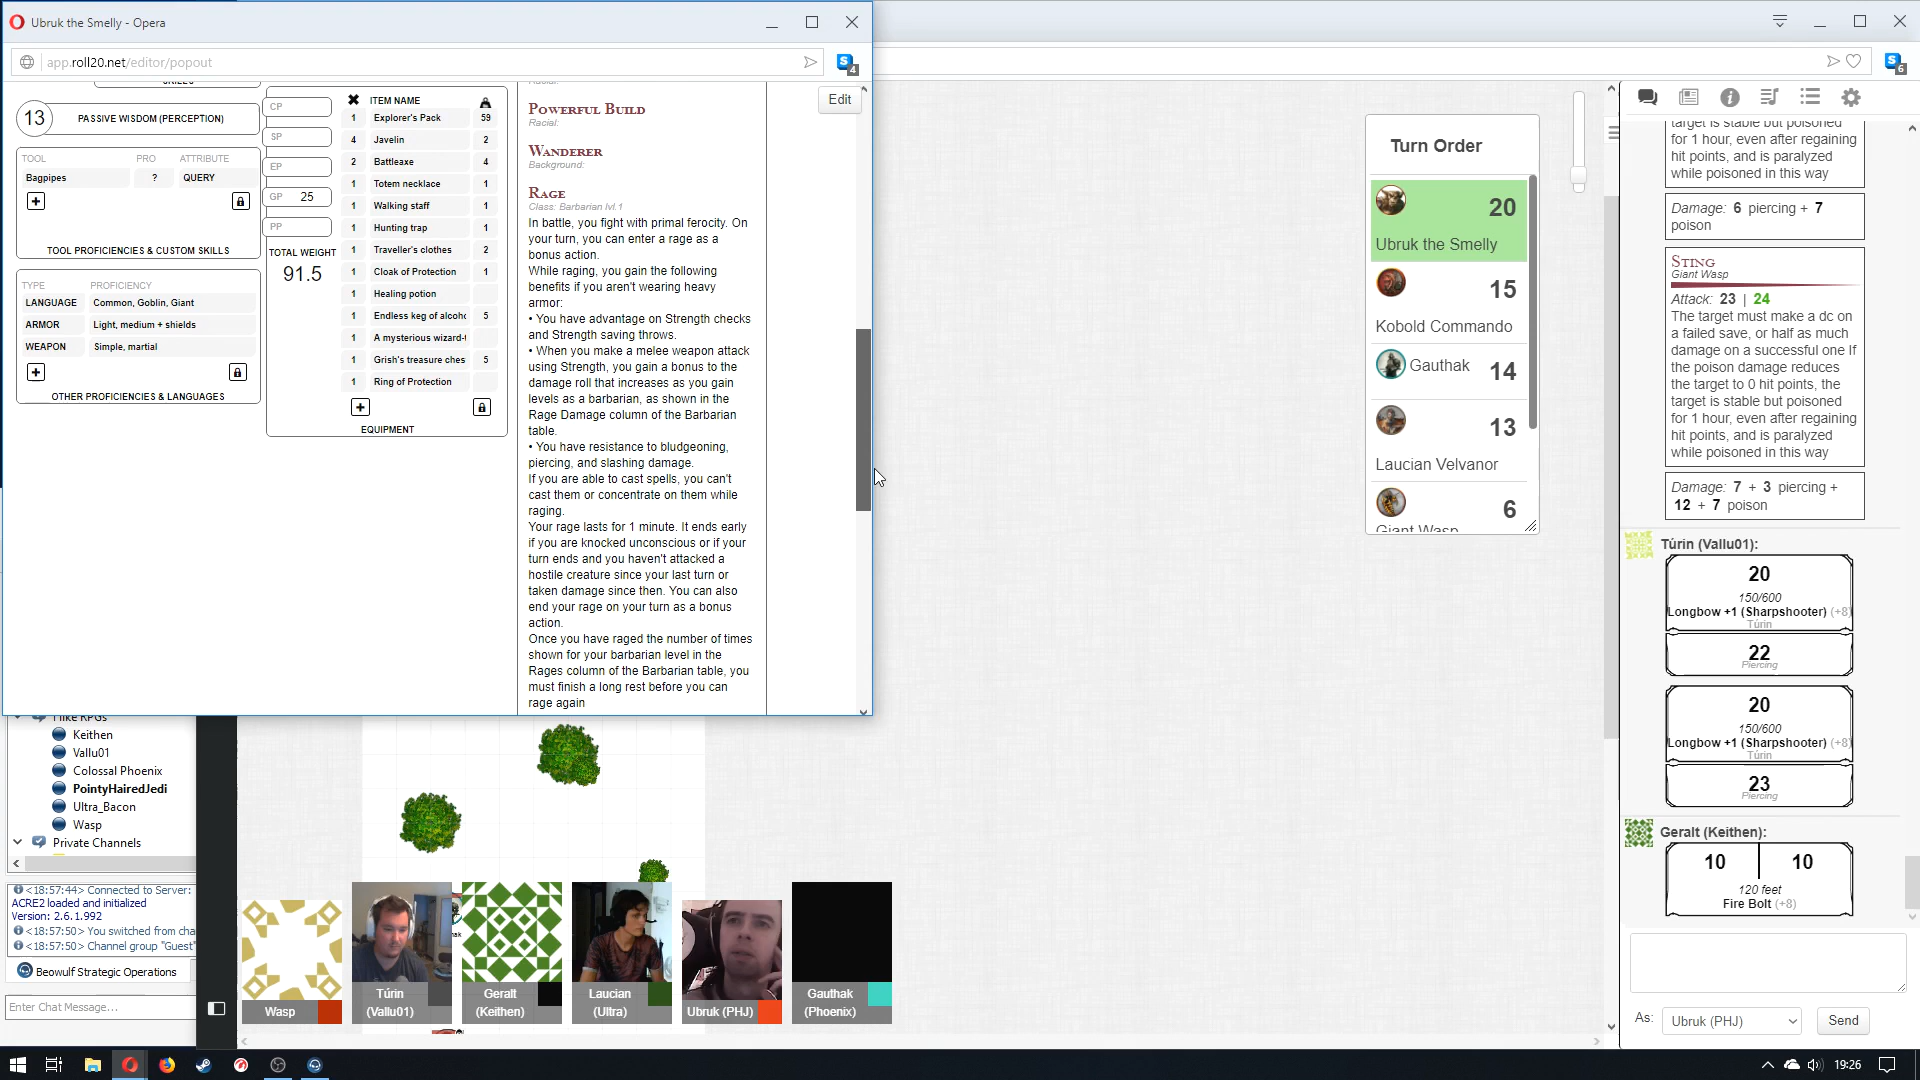 Ubruk the Smelly - Opera
app.roll20.net/editor/popout
4
6
Edit
13
PASSIVE WISDOM (PERCEPTION)
TOOL PRO ATTRIBUTE
Bagpipes ? QUERY
TOOL PROFICIENCIES & CUSTOM SKILLS
TYPE PROFICIENCY
LANGUAGE Common, Goblin, Giant
ARMOR Light, medium + shields
WEAPON Simple, martial
OTHER PROFICIENCIES & LANGUAGES
CP
SP
EP
GP 25
PP
TOTAL WEIGHT
91.5
ITEM NAME
1 Explorer's Pack 59
4 Javelin 2
2 Battleaxe 4
1 Totem necklace 1
1 Walking staff 1
1 Hunting trap 1
1 Traveller's clothes 2
1 Cloak of Protection 1
1 Healing potion
1 Endless keg of alcoho 5
1 A mysterious wizard-t
1 Grish's treasure ches 5
1 Ring of Protection
EQUIPMENT
Racial:
Powerful Build
Racial:
Wanderer
Background:
Rage
Class: Barbarian lvl.1
In battle, you fight with primal ferocity. On
your turn, you can enter a rage as a
bonus action.
While raging, you gain the following
benefits if you aren't wearing heavy
armor:
• You have advantage on Strength checks
and Strength saving throws.
• When you make a melee weapon attack
using Strength, you gain a bonus to the
damage roll that increases as you gain
levels as a barbarian, as shown in the
Rage Damage column of the Barbarian
table.
• You have resistance to bludgeoning,
piercing, and slashing damage.
If you are able to cast spells, you can't
cast them or concentrate on them while
raging.
Your rage lasts for 1 minute. It ends early
if you are knocked unconscious or if your
turn ends and you haven't attacked a
hostile creature since your last turn or
taken damage since then. You can also
end your rage on your turn as a bonus
action.
Once you have raged the number of times
shown for your barbarian level in the
Rages column of the Barbarian table, you
must finish a long rest before you can
rage again
Turn Order
20
Ubruk the Smelly
15
Kobold Commando
Gauthak 14
13
Laucian Velvanor
6
Giant Wasp
target is stable but poisoned
for 1 hour, even after regaining
hit points, and is paralyzed
while poisoned in this way
Damage: 6 piercing + 7
poison
Sting
Giant Wasp
Attack: 23 | 24
The target must make a dc on
a failed save, or half as much
damage on a successful one If
the poison damage reduces
the target to 0 hit points, the
target is stable but poisoned
for 1 hour, even after regaining
hit points, and is paralyzed
while poisoned in this way
Damage: 7 + 3 piercing +
12 + 7 poison
Túrin (Vallu01):
20
150/600
Longbow +1 (Sharpshooter) (+8)
Túrin
22
Piercing
20
150/600
Longbow +1 (Sharpshooter) (+8)
Túrin
23
Piercing
Geralt (Keithen):
10 10
120 feet
Fire Bolt (+8)
As: Ubruk (PHJ) Send
I like RPGs
Keithen
Vallu01
Colossal Phoenix
PointyHairedJedi
Ultra_Bacon
Wasp
Private Channels
<18:57:44> Connected to Server:
ACRE2 loaded and initialized
Version: 2.6.1.992
<18:57:50> You switched from cha
<18:57:50> Channel group "Guest"
Beowulf Strategic Operations
Enter Chat Message...
Wasp
Túrin
(Vallu01)
Geralt
(Keithen)
Laucian
(Ultra)
Ubruk (PHJ)
Gauthak
(Phoenix)
19:26